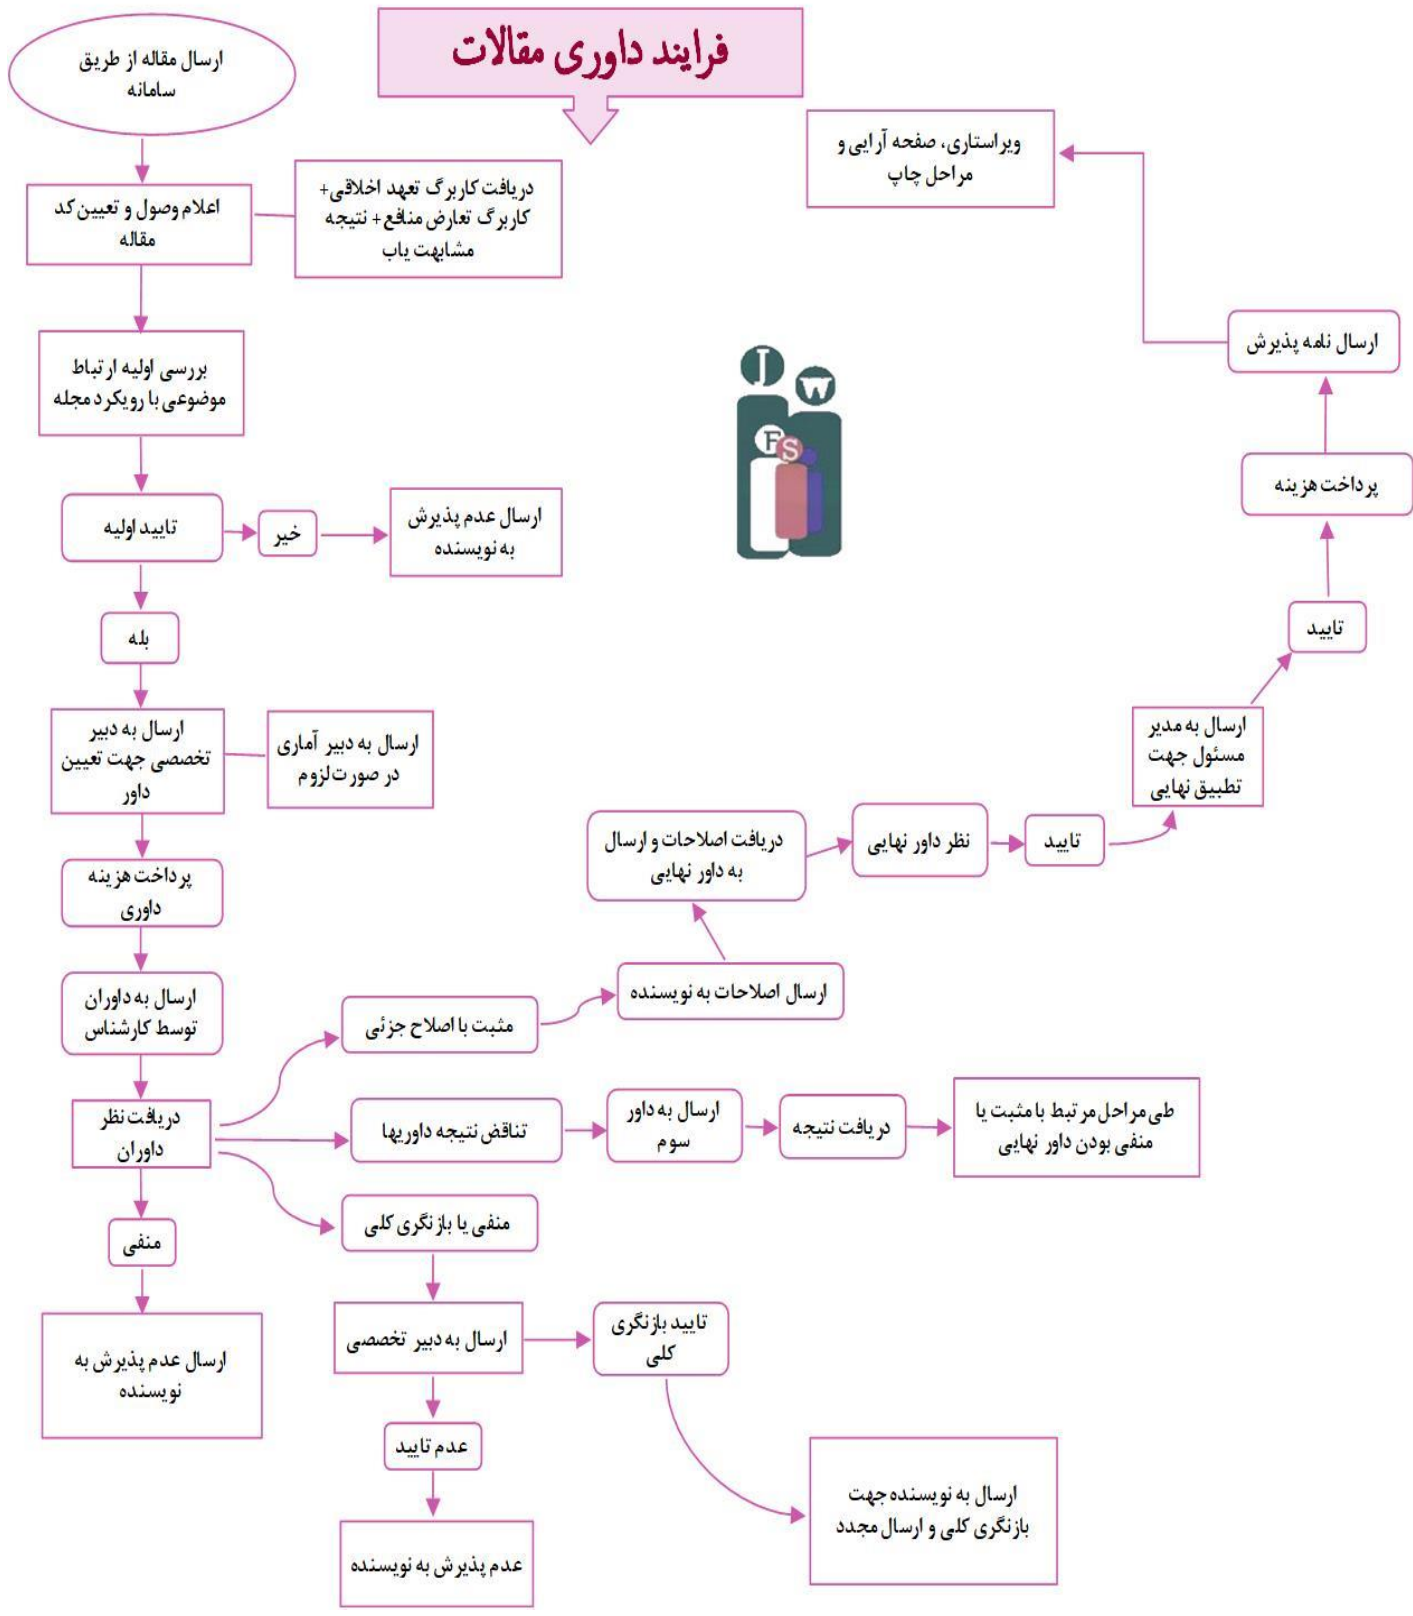 فرایند داوری مقالات
ارسال مقاله از طریق
سامانه
اعلام وصول و تعیین کد
مقاله
دریافت کاربرگ تعهد اخلاقی+
کاربرگ تعارض منافع+ نتیجه
مشابهت یاب
بررسی اولیه ارتباط
موضوعی با رویکرد مجله
تایید اولیه
خیر
ارسال عدم پذیرش
به نویسنده
بله
ارسال به دبیر
تخصصی جهت تعیین
داور
ارسال به دبیر آماری
در صورت لزوم
پرداخت هزینه
داوری
ارسال به داوران
توسط کارشناس
دریافت نظر
داوران
منفی
ارسال عدم پذیرش به
نویسنده
مثبت با اصلاح جزئی
ارسال اصلاحات به نویسنده
دریافت اصلاحات و ارسال
به داور نهایی
نظر داور نهایی
تایید
ارسال به مدیر
مسئول جهت
تطبیق نهایی
تایید
پرداخت هزینه
ارسال نامه پذیرش
ویراستاری، صفحه آرایی و
مراحل چاپ
تناقض نتیجه داوریها
ارسال به داور
سوم
دریافت نتیجه
طی مراحل مرتبط با مثبت یا
منفی بودن داور نهایی
منفی یا بازنگری کلی
ارسال به دبیر تخصصی
تایید بازنگری
کلی
ارسال به نویسنده جهت
بازنگری کلی و ارسال مجدد
عدم تایید
عدم پذیرش به نویسنده
J
W
F
S